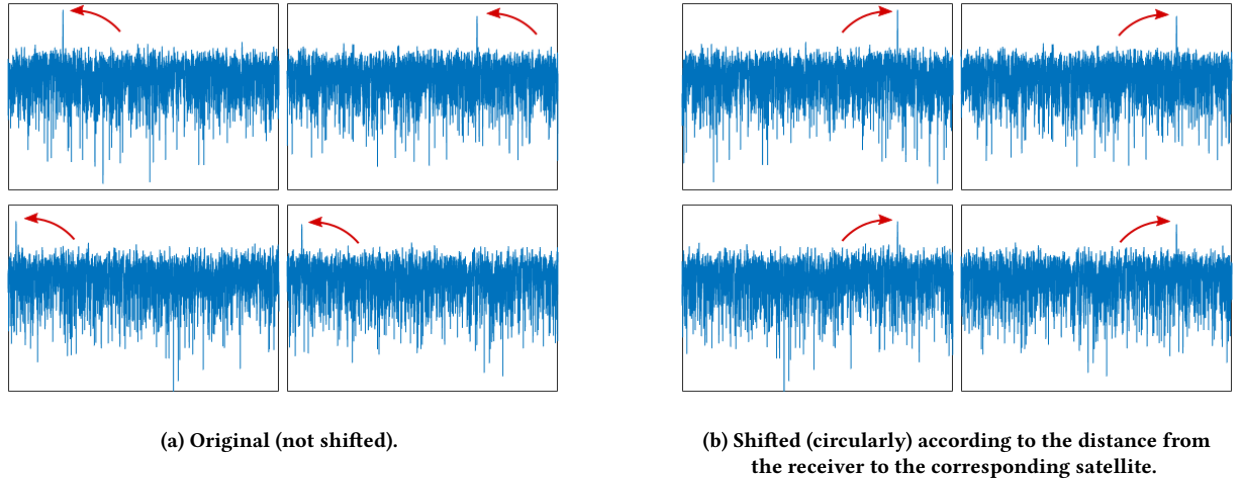 (a) Original (not shifted).
(b) Shifted (circularly) according to the distance from
the receiver to the corresponding satellite.